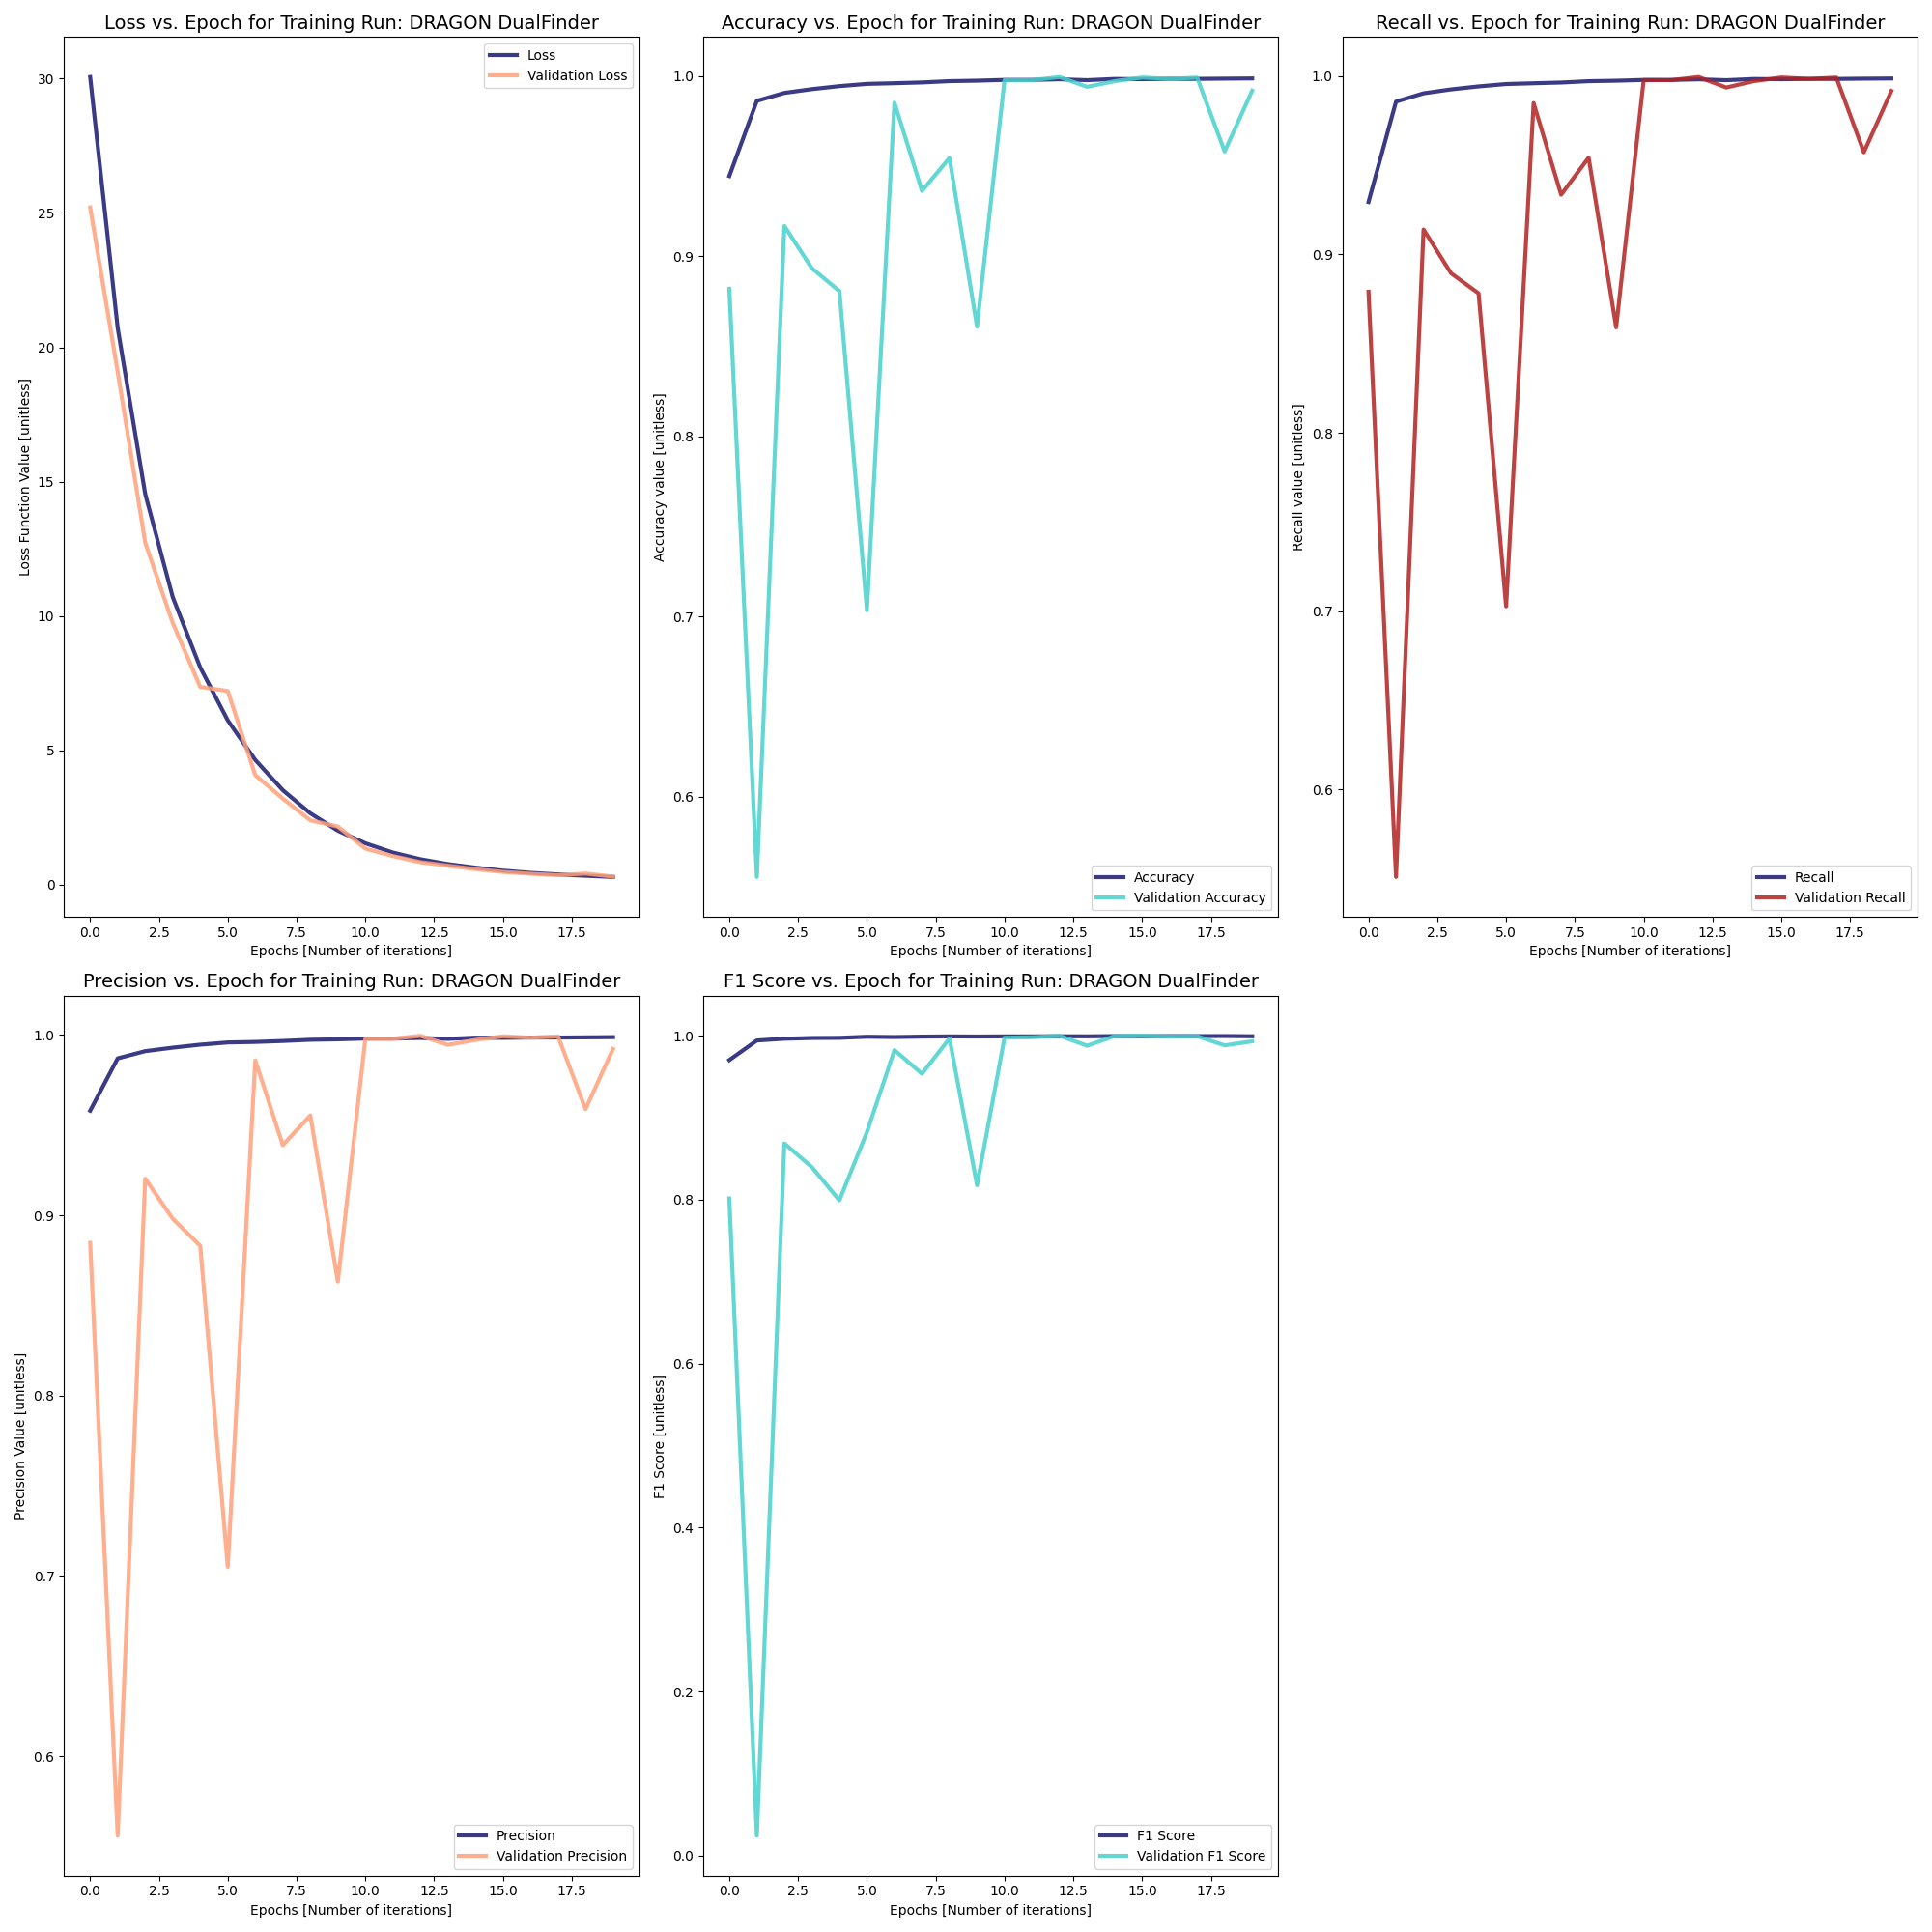 Loss vs. Epoch for Training Run: DRAGON DualFinder
Loss
Validation Loss
30
25
20
15
10
5
0
Loss Function Value [unitless]
0.0 2.5 5.0 7.5 10.0 12.5 15.0 17.5
Epochs [Number of iterations]
Accuracy vs. Epoch for Training Run: DRAGON DualFinder
1.0
0.9
0.8
0.7
0.6
Accuracy value [unitless]
Accuracy
Validation Accuracy
0.0 2.5 5.0 7.5 10.0 12.5 15.0 17.5
Epochs [Number of iterations]
Recall vs. Epoch for Training Run: DRAGON DualFinder
1.0
0.9
0.8
0.7
0.6
Recall value [unitless]
Recall
Validation Recall
0.0 2.5 5.0 7.5 10.0 12.5 15.0 17.5
Epochs [Number of iterations]
Precision vs. Epoch for Training Run: DRAGON DualFinder
1.0
0.9
0.8
0.7
0.6
Precision Value [unitless]
Precision
Validation Precision
0.0 2.5 5.0 7.5 10.0 12.5 15.0 17.5
Epochs [Number of iterations]
F1 Score vs. Epoch for Training Run: DRAGON DualFinder
1.0
0.8
0.6
0.4
0.2
0.0
F1 Score [unitless]
F1 Score
Validation F1 Score
0.0 2.5 5.0 7.5 10.0 12.5 15.0 17.5
Epochs [Number of iterations]